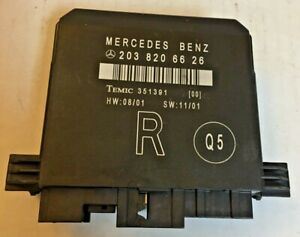 MERCEDES BENZ
203 820 66 26
TEMIC 351391 [00]
HW:08/01 SW:11/01
R Q5